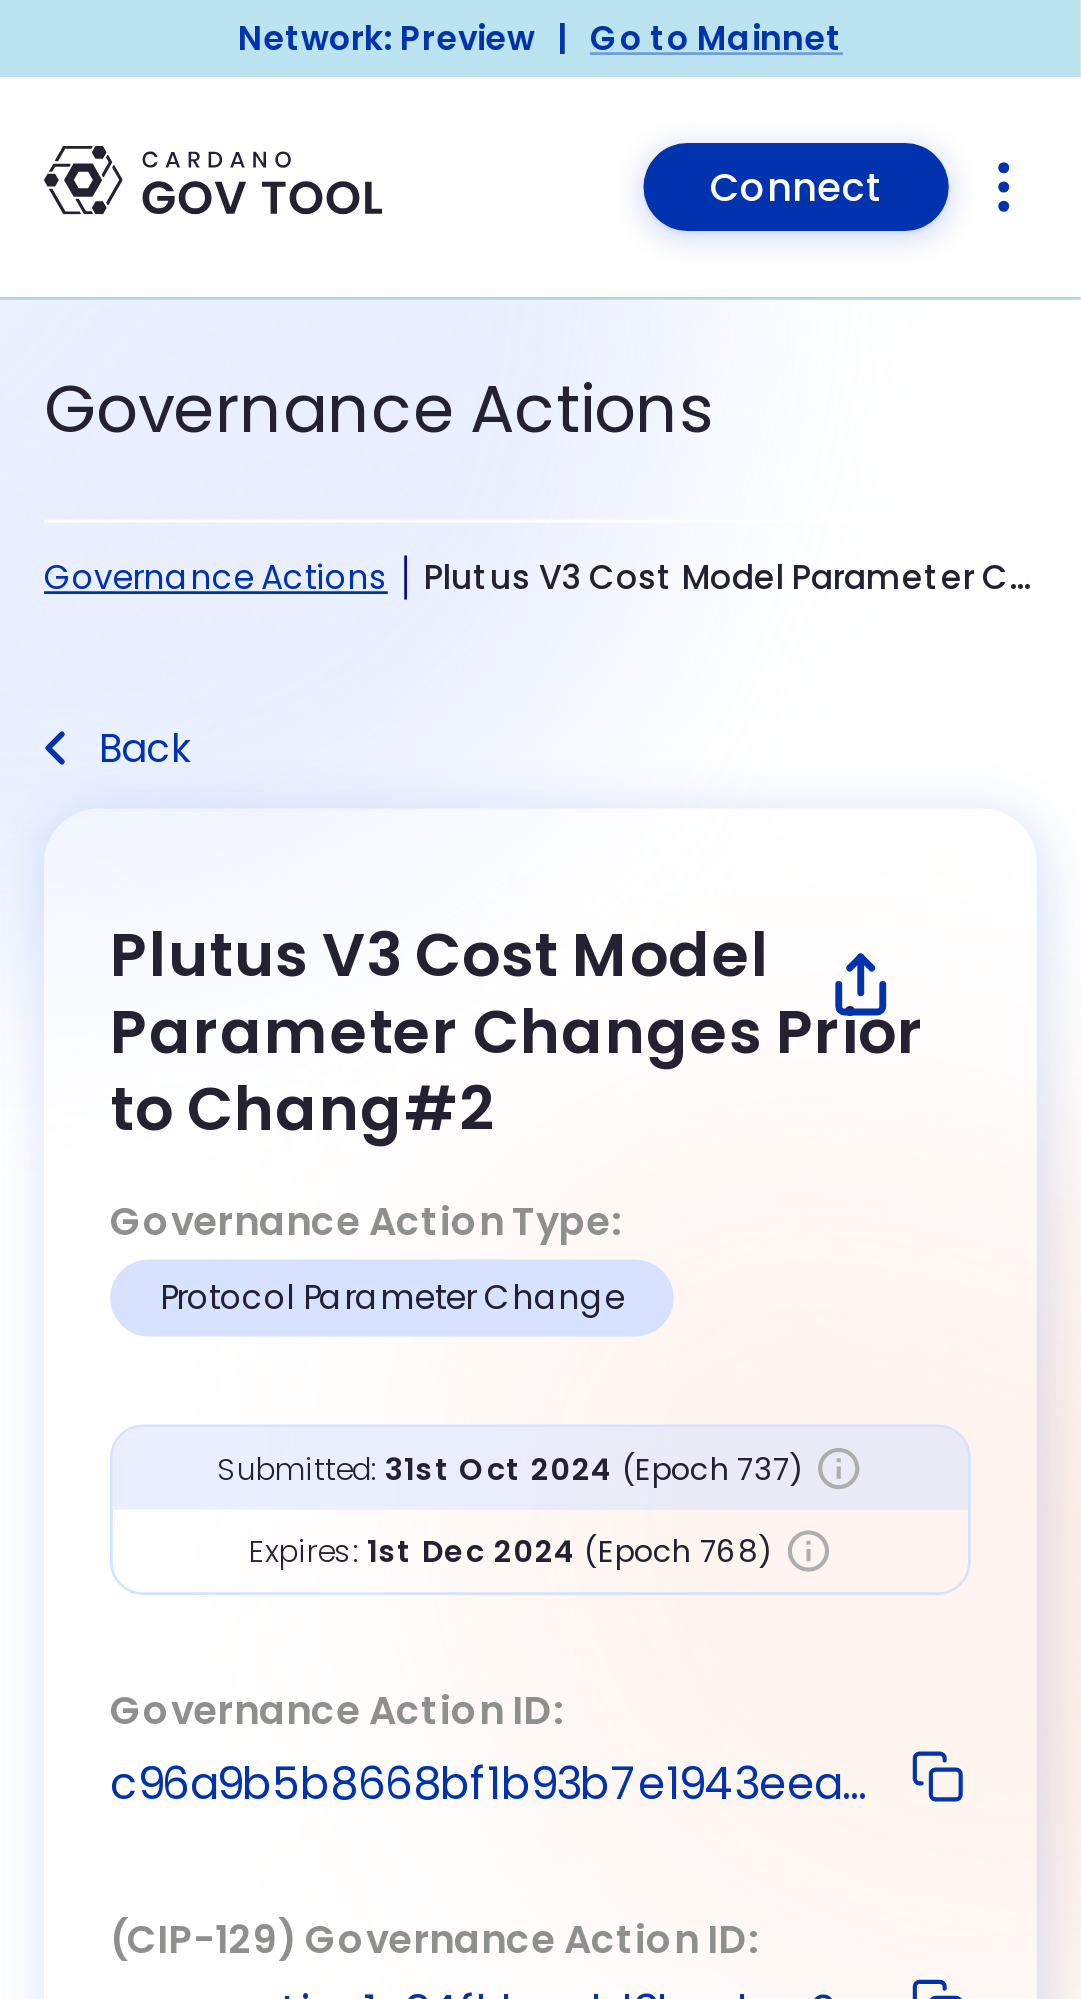 Network: Preview | Go to Mainnet
CARDANO
GOV TOOL
Connect
Governance Actions
Governance Actions | Plutus V3 Cost Model Parameter C...
Back
Plutus V3 Cost Model
Parameter Changes Prior
to Chang#2
Governance Action Type:
Protocol Parameter Change
Submitted: 31st Oct 2024 (Epoch 737)
Expires: 1st Dec 2024 (Epoch 768)
Governance Action ID:
c96a9b5b8668bf1b93b7e1943eea...
(CIP-129) Governance Action ID: